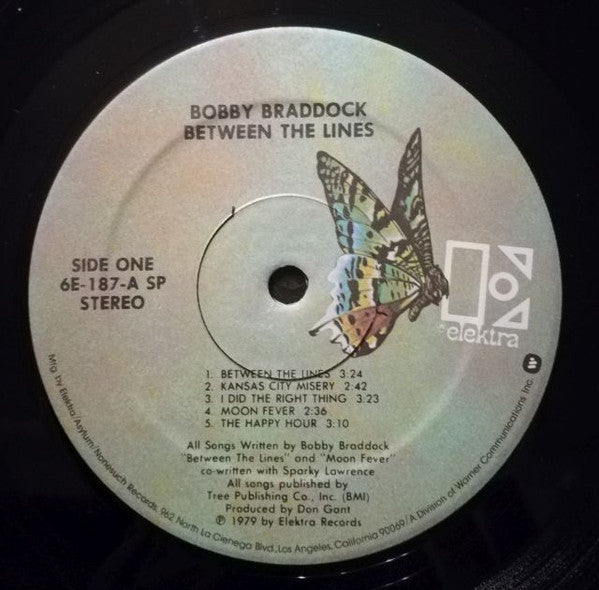 BOBBY BRADDOCK
BETWEEN THE LINES
SIDE ONE
6E-187-A SP
STEREO
elektra
1. BETWEEN THE LINES 3:24
2. KANSAS CITY MISERY 2:42
3. I DID THE RIGHT THING 3:23
4. MOON FEVER 2:36
5. THE HAPPY HOUR 3:10
All Songs Written by Bobby Braddock
"Between The Lines" and "Moon Fever"
co-written with Sparky Lawrence
All songs published by
Tree Publishing Co., Inc. (BMI)
Produced by Don Gant
℗ 1979 by Elektra Records
Mfg. by Elektra/Asylum/Nonesuch Records, 962 North La Cienega Blvd., Los Angeles, California 90069/A Division of Warner Communications Inc.